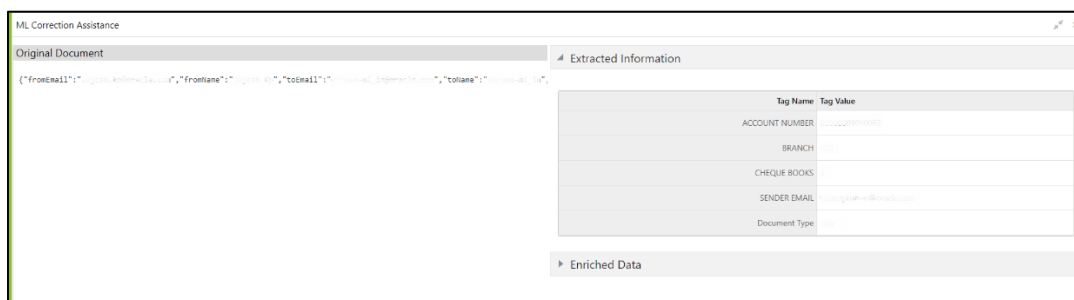 ML Correction Assistance
Original Document
{"fromEmail":" ","fromName":" ","toEmail":" ","toName":" ",
Extracted Information
Tag Name Tag Value
ACCOUNT NUMBER
BRANCH
CHEQUE BOOKS
SENDER EMAIL
Document Type
Enriched Data